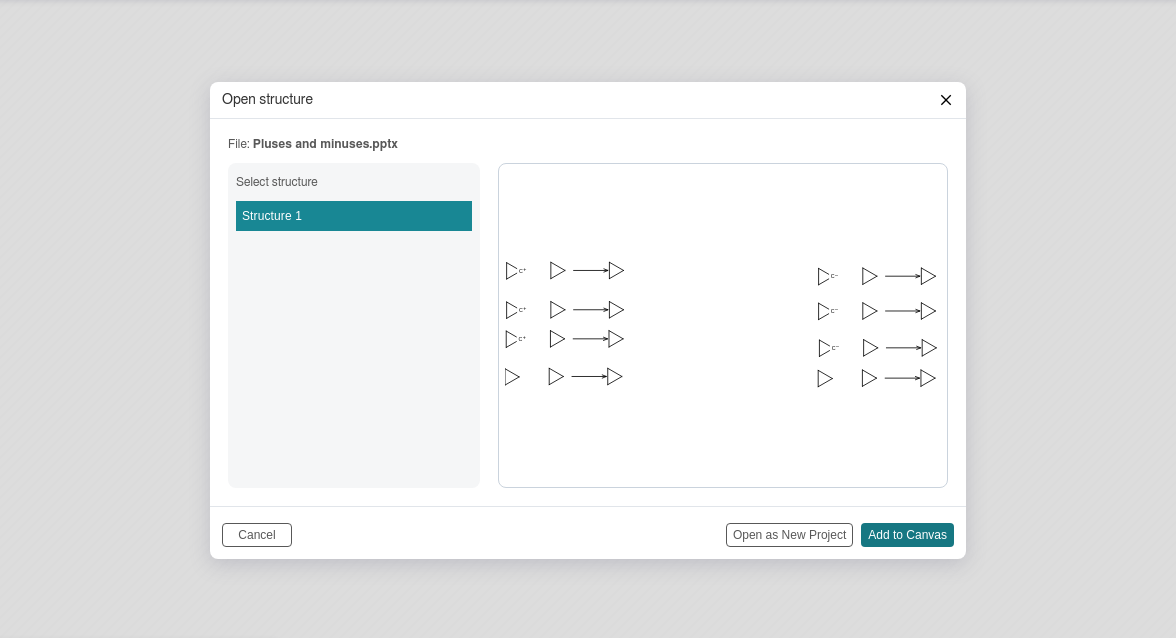 Open structure
File: Pluses and minuses.pptx
Select structure
Structure 1
C+
C-
C+
C-
C+
C-
Cancel
Open as New Project
Add to Canvas